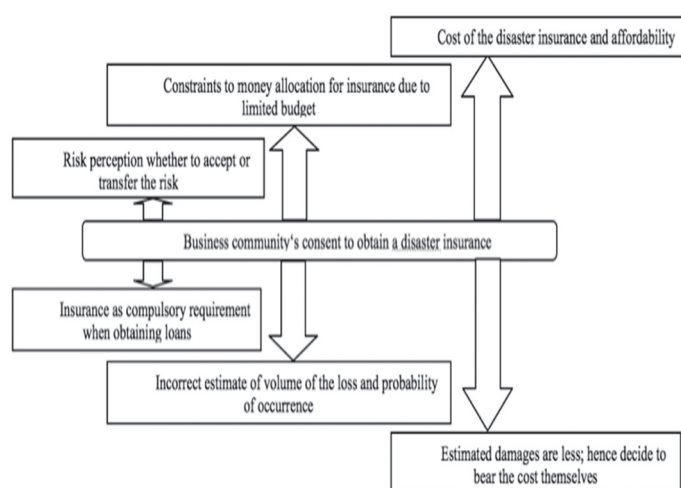 Cost of the disaster insurance and affordability
Constraints to money allocation for insurance due to
limited budget
Risk perception whether to accept or
transfer the risk
Business community's consent to obtain a disaster insurance
Insurance as compulsory requirement
when obtaining loans
Incorrect estimate of volume of the loss and probability
of occurrence
Estimated damages are less; hence decide to
bear the cost themselves